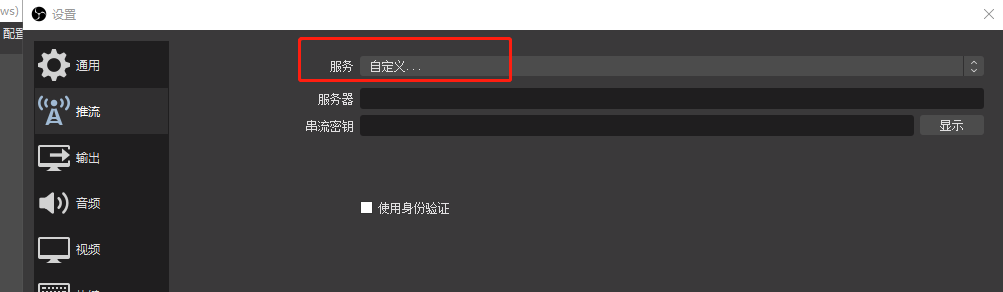 ws)
设置
配置
通用
服务 自定义...
推流
服务器
串流密钥 显示
输出
音频
使用身份验证
视频